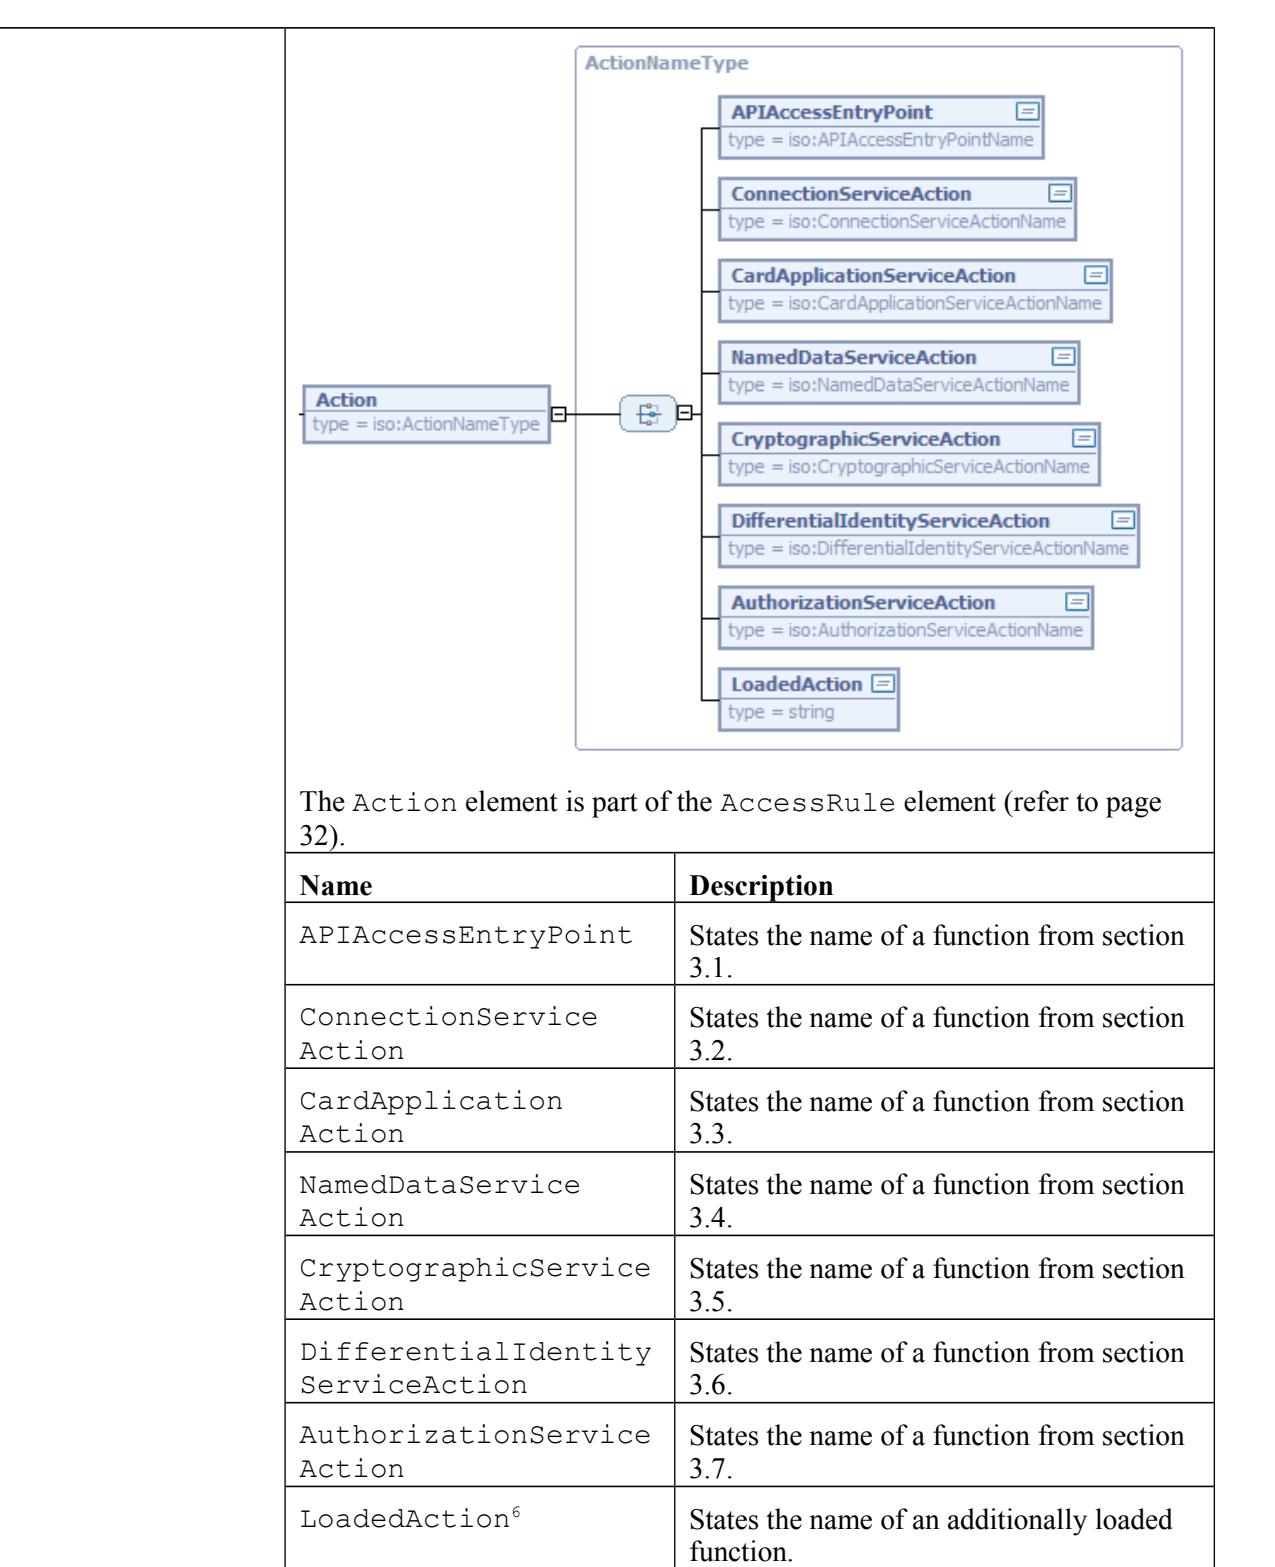 ActionNameType
APIAccessEntryPoint
type = iso:APIAccessEntryPointName
ConnectionServiceAction
type = iso:ConnectionServiceActionName
CardApplicationServiceAction
type = iso:CardApplicationServiceActionName
NamedDataServiceAction
type = iso:NamedDataServiceActionName
Action
type = iso:ActionNameType
CryptographicServiceAction
type = iso:CryptographicServiceActionName
DifferentialIdentityServiceAction
type = iso:DifferentialIdentityServiceActionName
AuthorizationServiceAction
type = iso:AuthorizationServiceActionName
LoadedAction
type = string
The Action element is part of the AccessRule element (refer to page
32).
Name Description
APIAccessEntryPoint States the name of a function from section
3.1.
ConnectionService States the name of a function from section
Action 3.2.
CardApplication States the name of a function from section
Action 3.3.
NamedDataService States the name of a function from section
Action 3.4.
CryptographicService States the name of a function from section
Action 3.5.
DifferentialIdentity States the name of a function from section
ServiceAction 3.6.
AuthorizationService States the name of a function from section
Action 3.7.
LoadedAction⁶ States the name of an additionally loaded
function.